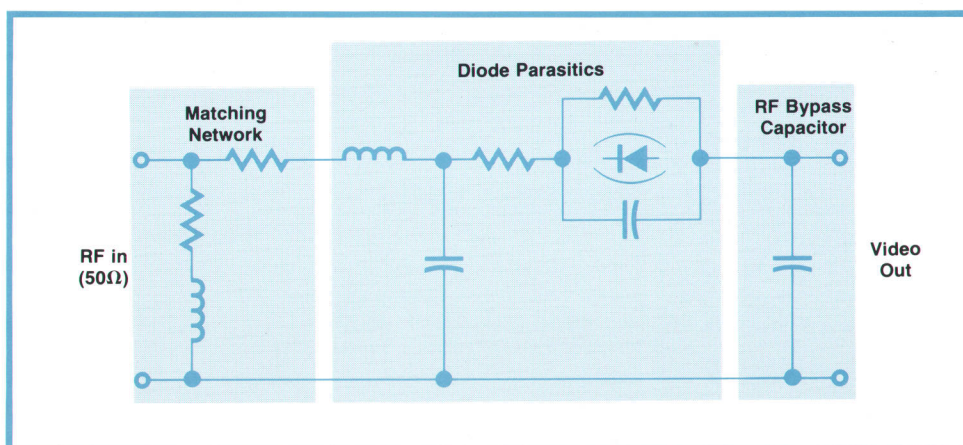 Diode Parasitics
Matching
Network
RF Bypass
Capacitor
RF in
(50Ω)
Video
Out